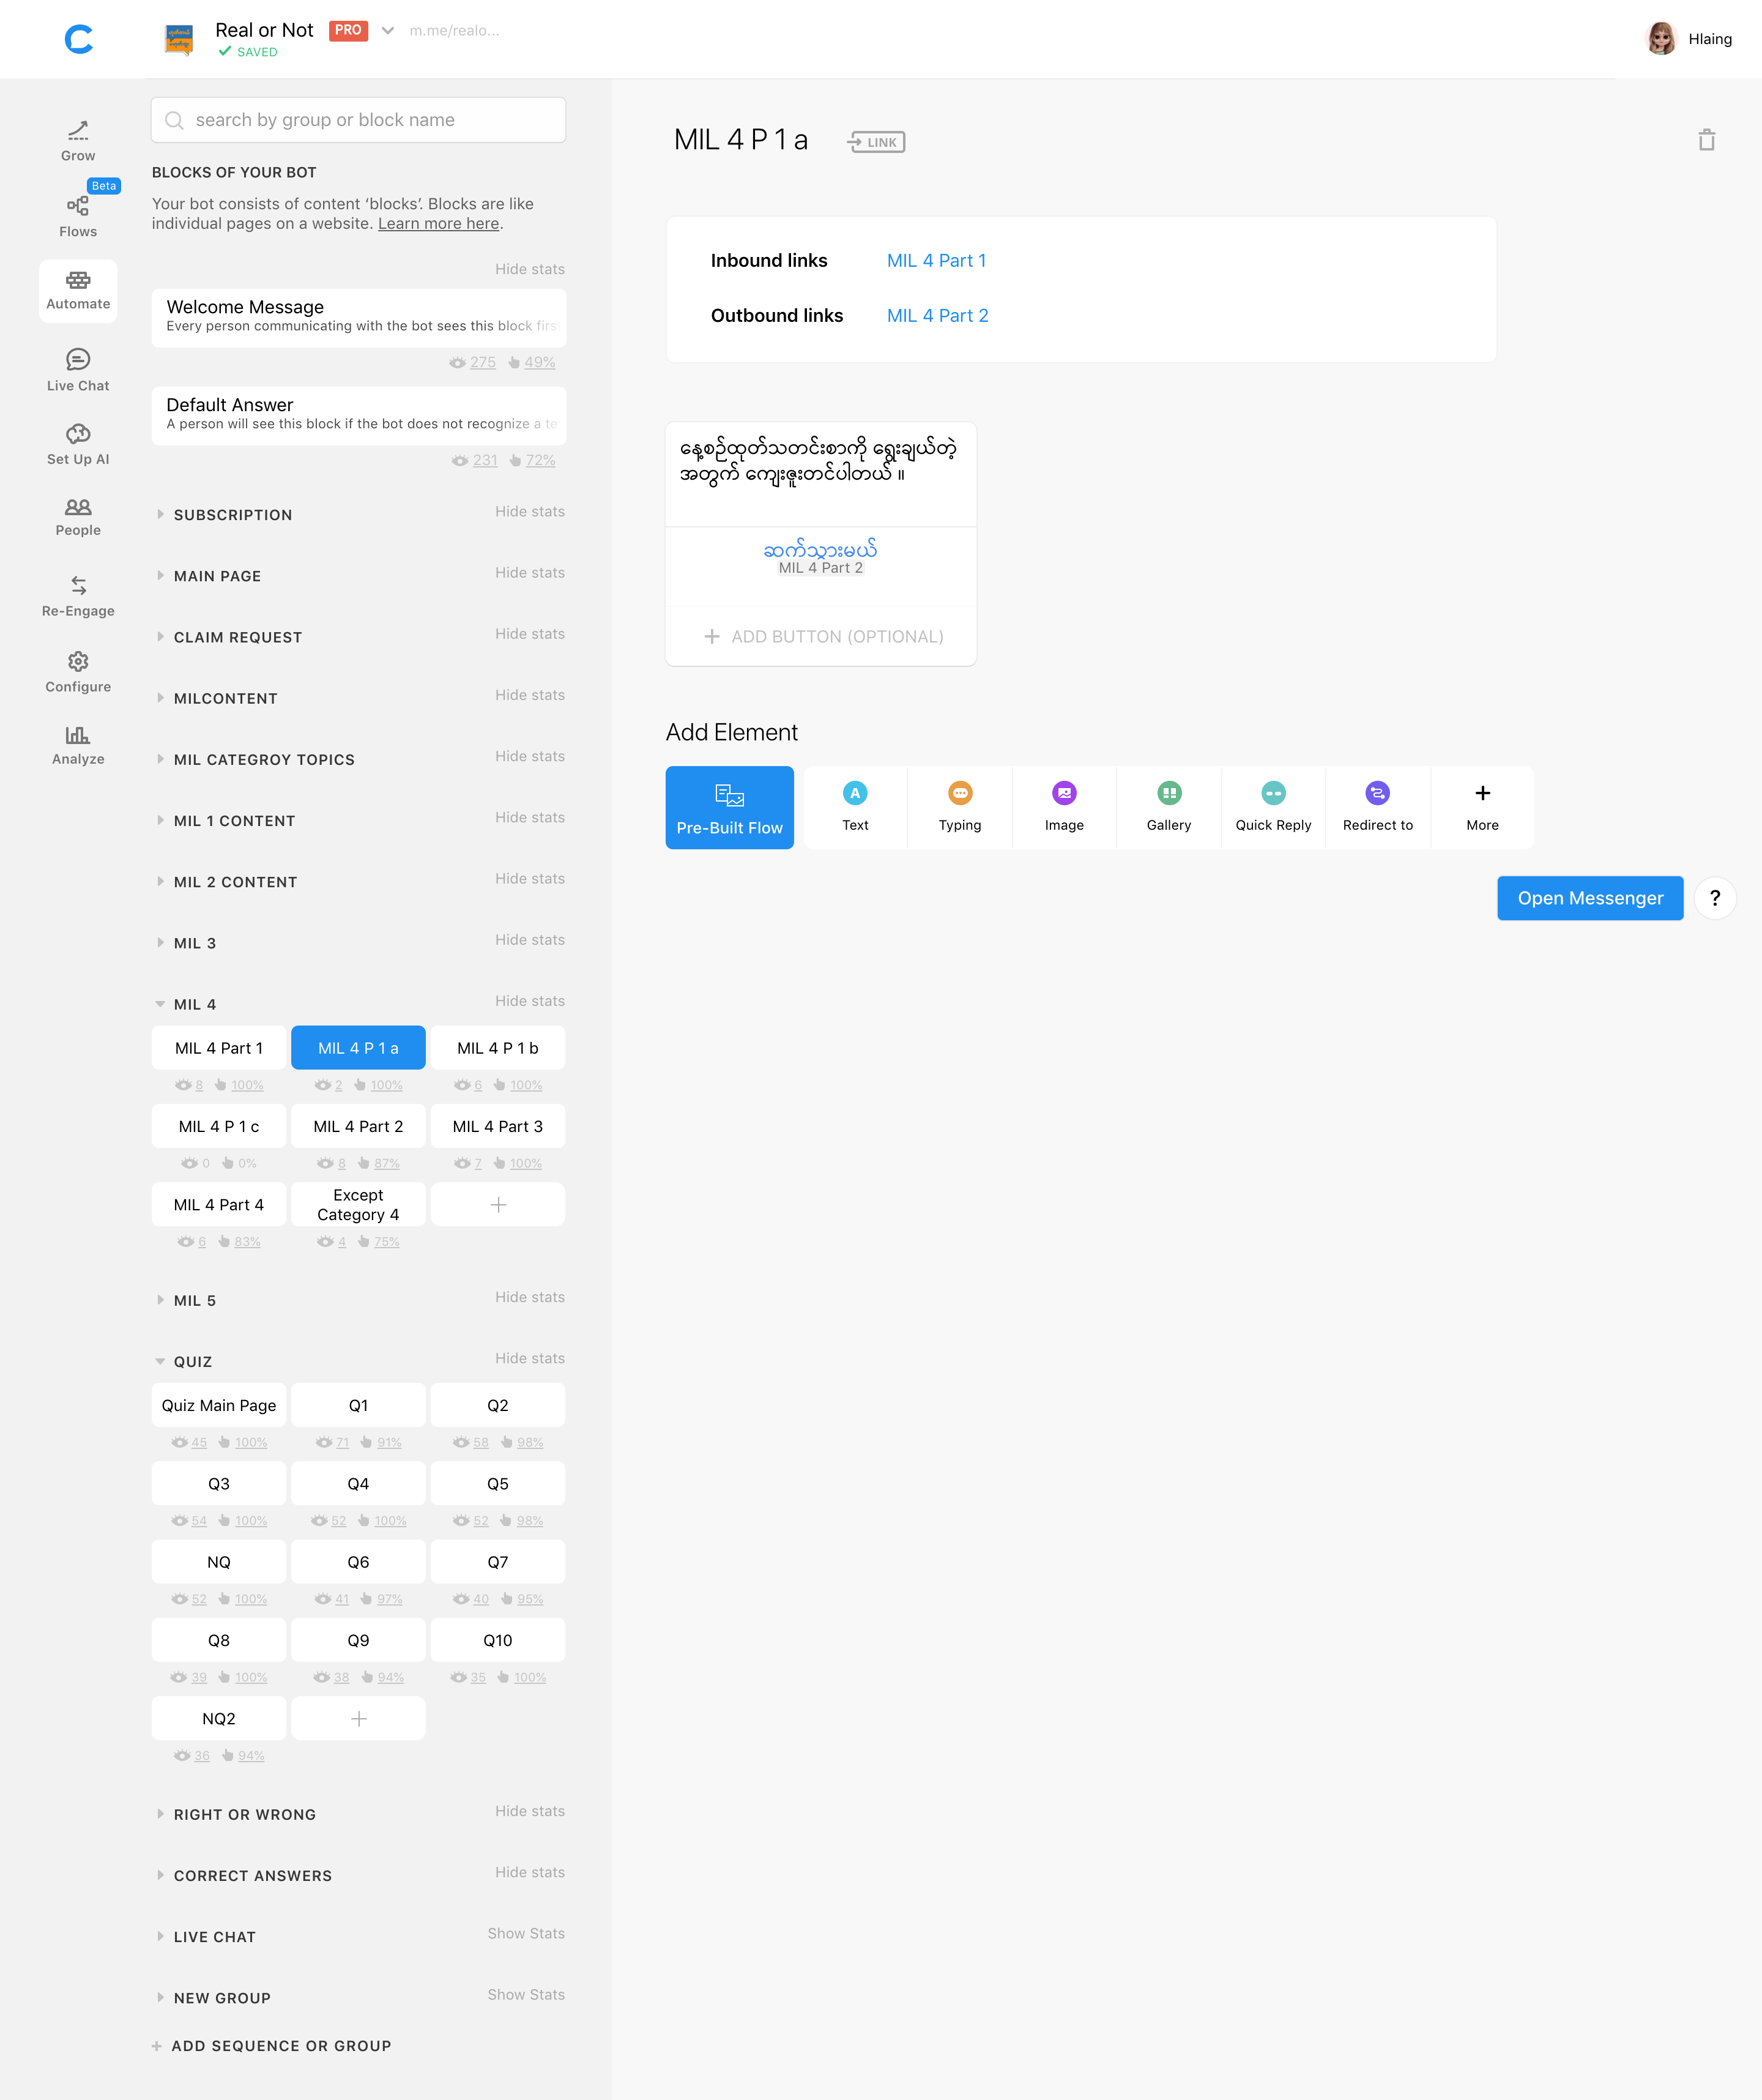 Real or Not PRO m.me/realo...
SAVED
Hlaing
Grow
Beta
Flows
Automate
Live Chat
Set Up AI
People
Re-Engage
Configure
Analyze
search by group or block name
BLOCKS OF YOUR BOT
Your bot consists of content ‘blocks’. Blocks are like
individual pages on a website. Learn more here.
Hide stats
Welcome Message
Every person communicating with the bot sees this block firs
275 49%
Default Answer
A person will see this block if the bot does not recognize a te
231 72%
SUBSCRIPTION Hide stats
MAIN PAGE Hide stats
CLAIM REQUEST Hide stats
MILCONTENT Hide stats
MIL CATEGROY TOPICS Hide stats
MIL 1 CONTENT Hide stats
MIL 2 CONTENT Hide stats
MIL 3 Hide stats
MIL 4 Hide stats
MIL 4 Part 1 MIL 4 P 1 a MIL 4 P 1 b
8 100% 2 100% 6 100%
MIL 4 P 1 c MIL 4 Part 2 MIL 4 Part 3
0 0% 8 87% 7 100%
MIL 4 Part 4 Except
Category 4
6 83% 4 75%
MIL 5 Hide stats
QUIZ Hide stats
Quiz Main Page Q1 Q2
45 100% 71 91% 58 98%
Q3 Q4 Q5
54 100% 52 100% 52 98%
NQ Q6 Q7
52 100% 41 97% 40 95%
Q8 Q9 Q10
39 100% 38 94% 35 100%
NQ2
36 94%
RIGHT OR WRONG Hide stats
CORRECT ANSWERS Hide stats
LIVE CHAT Show Stats
NEW GROUP Show Stats
+ ADD SEQUENCE OR GROUP
MIL 4 P 1 a LINK
Inbound links MIL 4 Part 1
Outbound links MIL 4 Part 2
နေ့စဉ်ထုတ်သတင်းစာကို ရွေးချယ်တဲ့
အတွက် ကျေးဇူးတင်ပါတယ် ။
ဆက်သွားမယ်
MIL 4 Part 2
+ ADD BUTTON (OPTIONAL)
Add Element
Pre-Built Flow Text Typing Image Gallery Quick Reply Redirect to More
Open Messenger ?